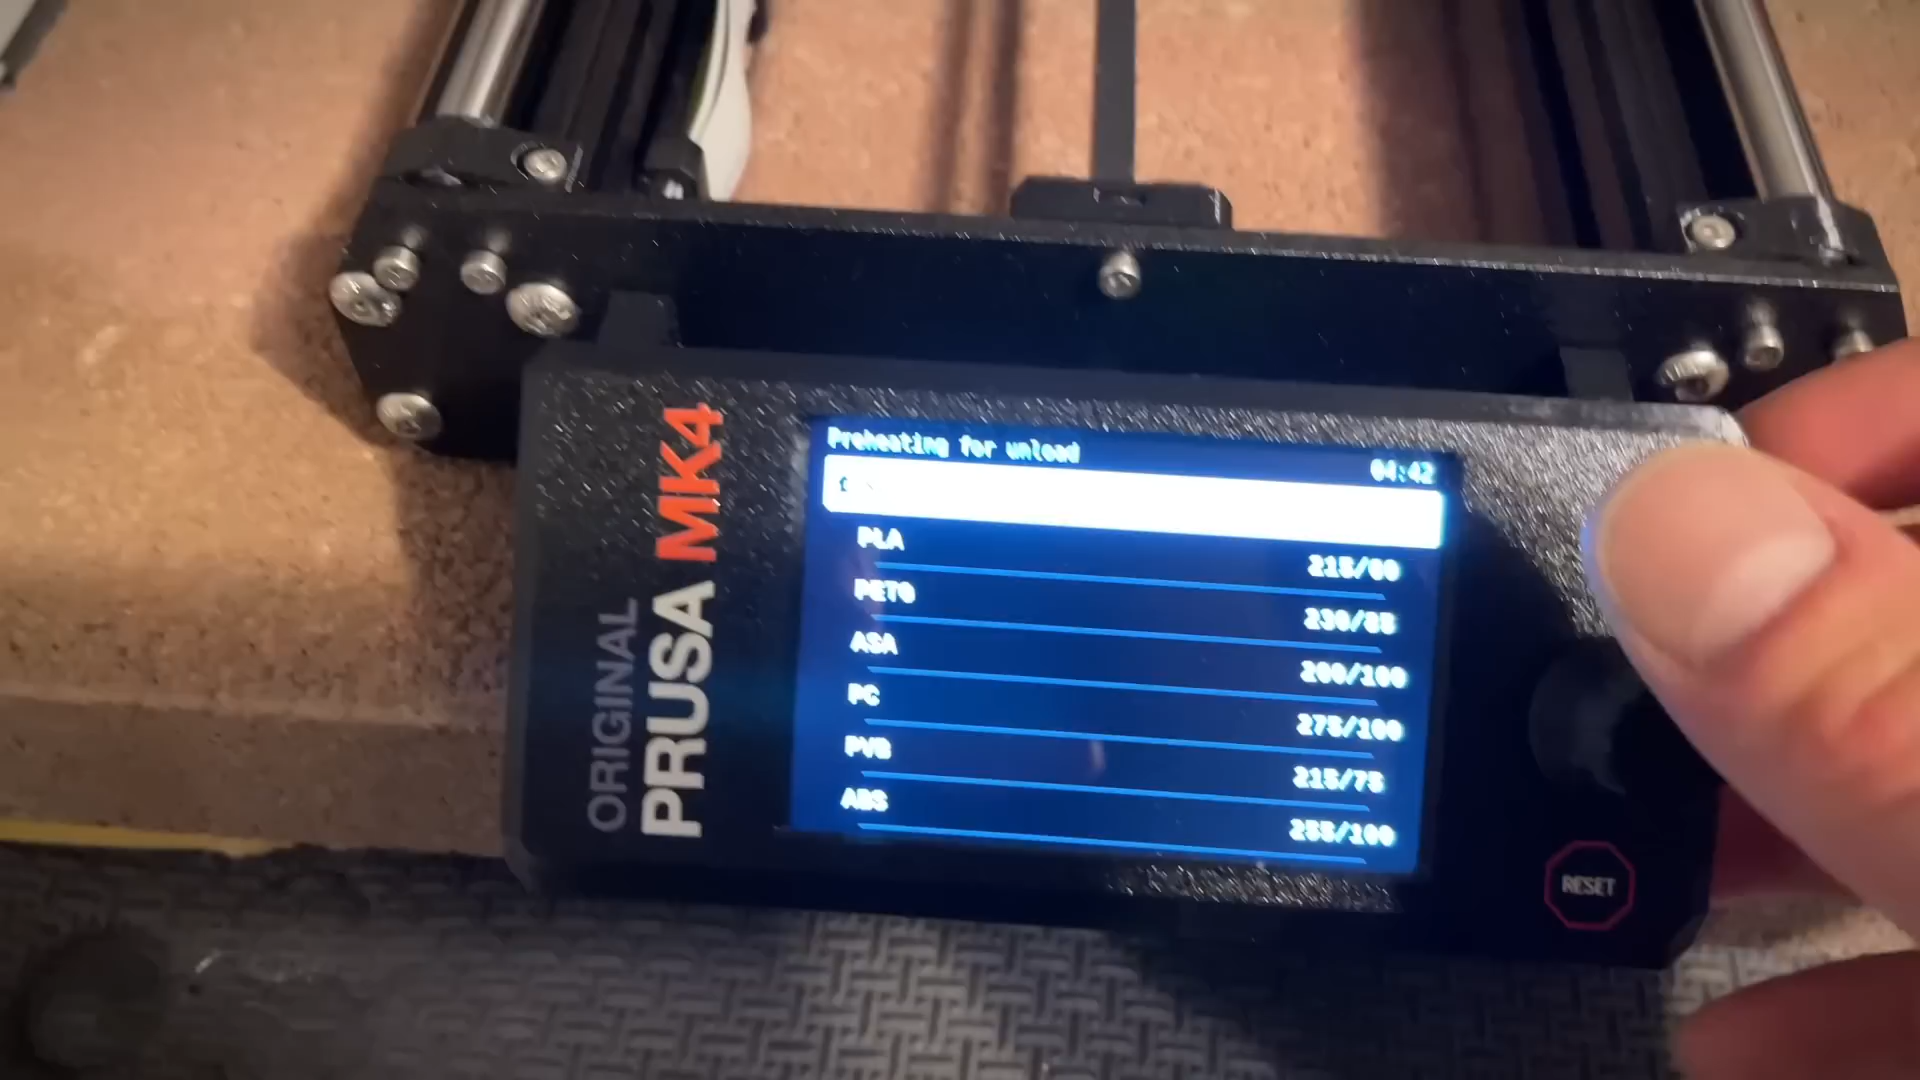 ORIGINAL
PRUSA MK4
Preheating for unload 04:42
PLA 215/60
PETG 230/85
ASA 260/100
PC 275/100
PVB 215/75
ABS 255/100
RESET